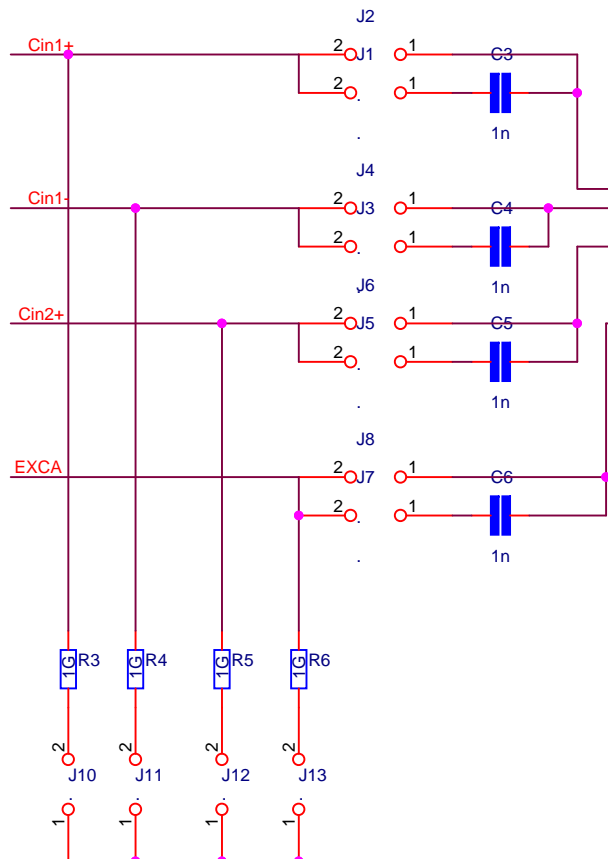 J2
Cin1+ 2 J1 1 C3
2 . 1
. 1n
J4
Cin1- 2 J3 1 C4
2 . 1
1n
J6
.
Cin2+ 2 J5 1 C5
2 . 1
. 1n
J8
EXCA 2 J7 1 C6
2 . 1
. 1n
1G R3 1G R4 1G R5 1G R6
2 2 2 2
J10 J11 J12 J13
. . . .
1 1 1 1